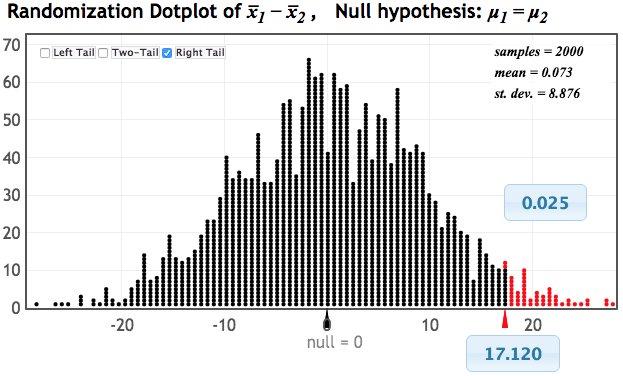 Randomization Dotplot of x̄₁ − x̄₂ , Null hypothesis: μ₁ = μ₂
Left Tail Two-Tail Right Tail
samples = 2000
mean = 0.073
st. dev. = 8.876
70
60
50
40
30
20
10
0
0.025
-20 -10 0 10 20
null = 0
17.120